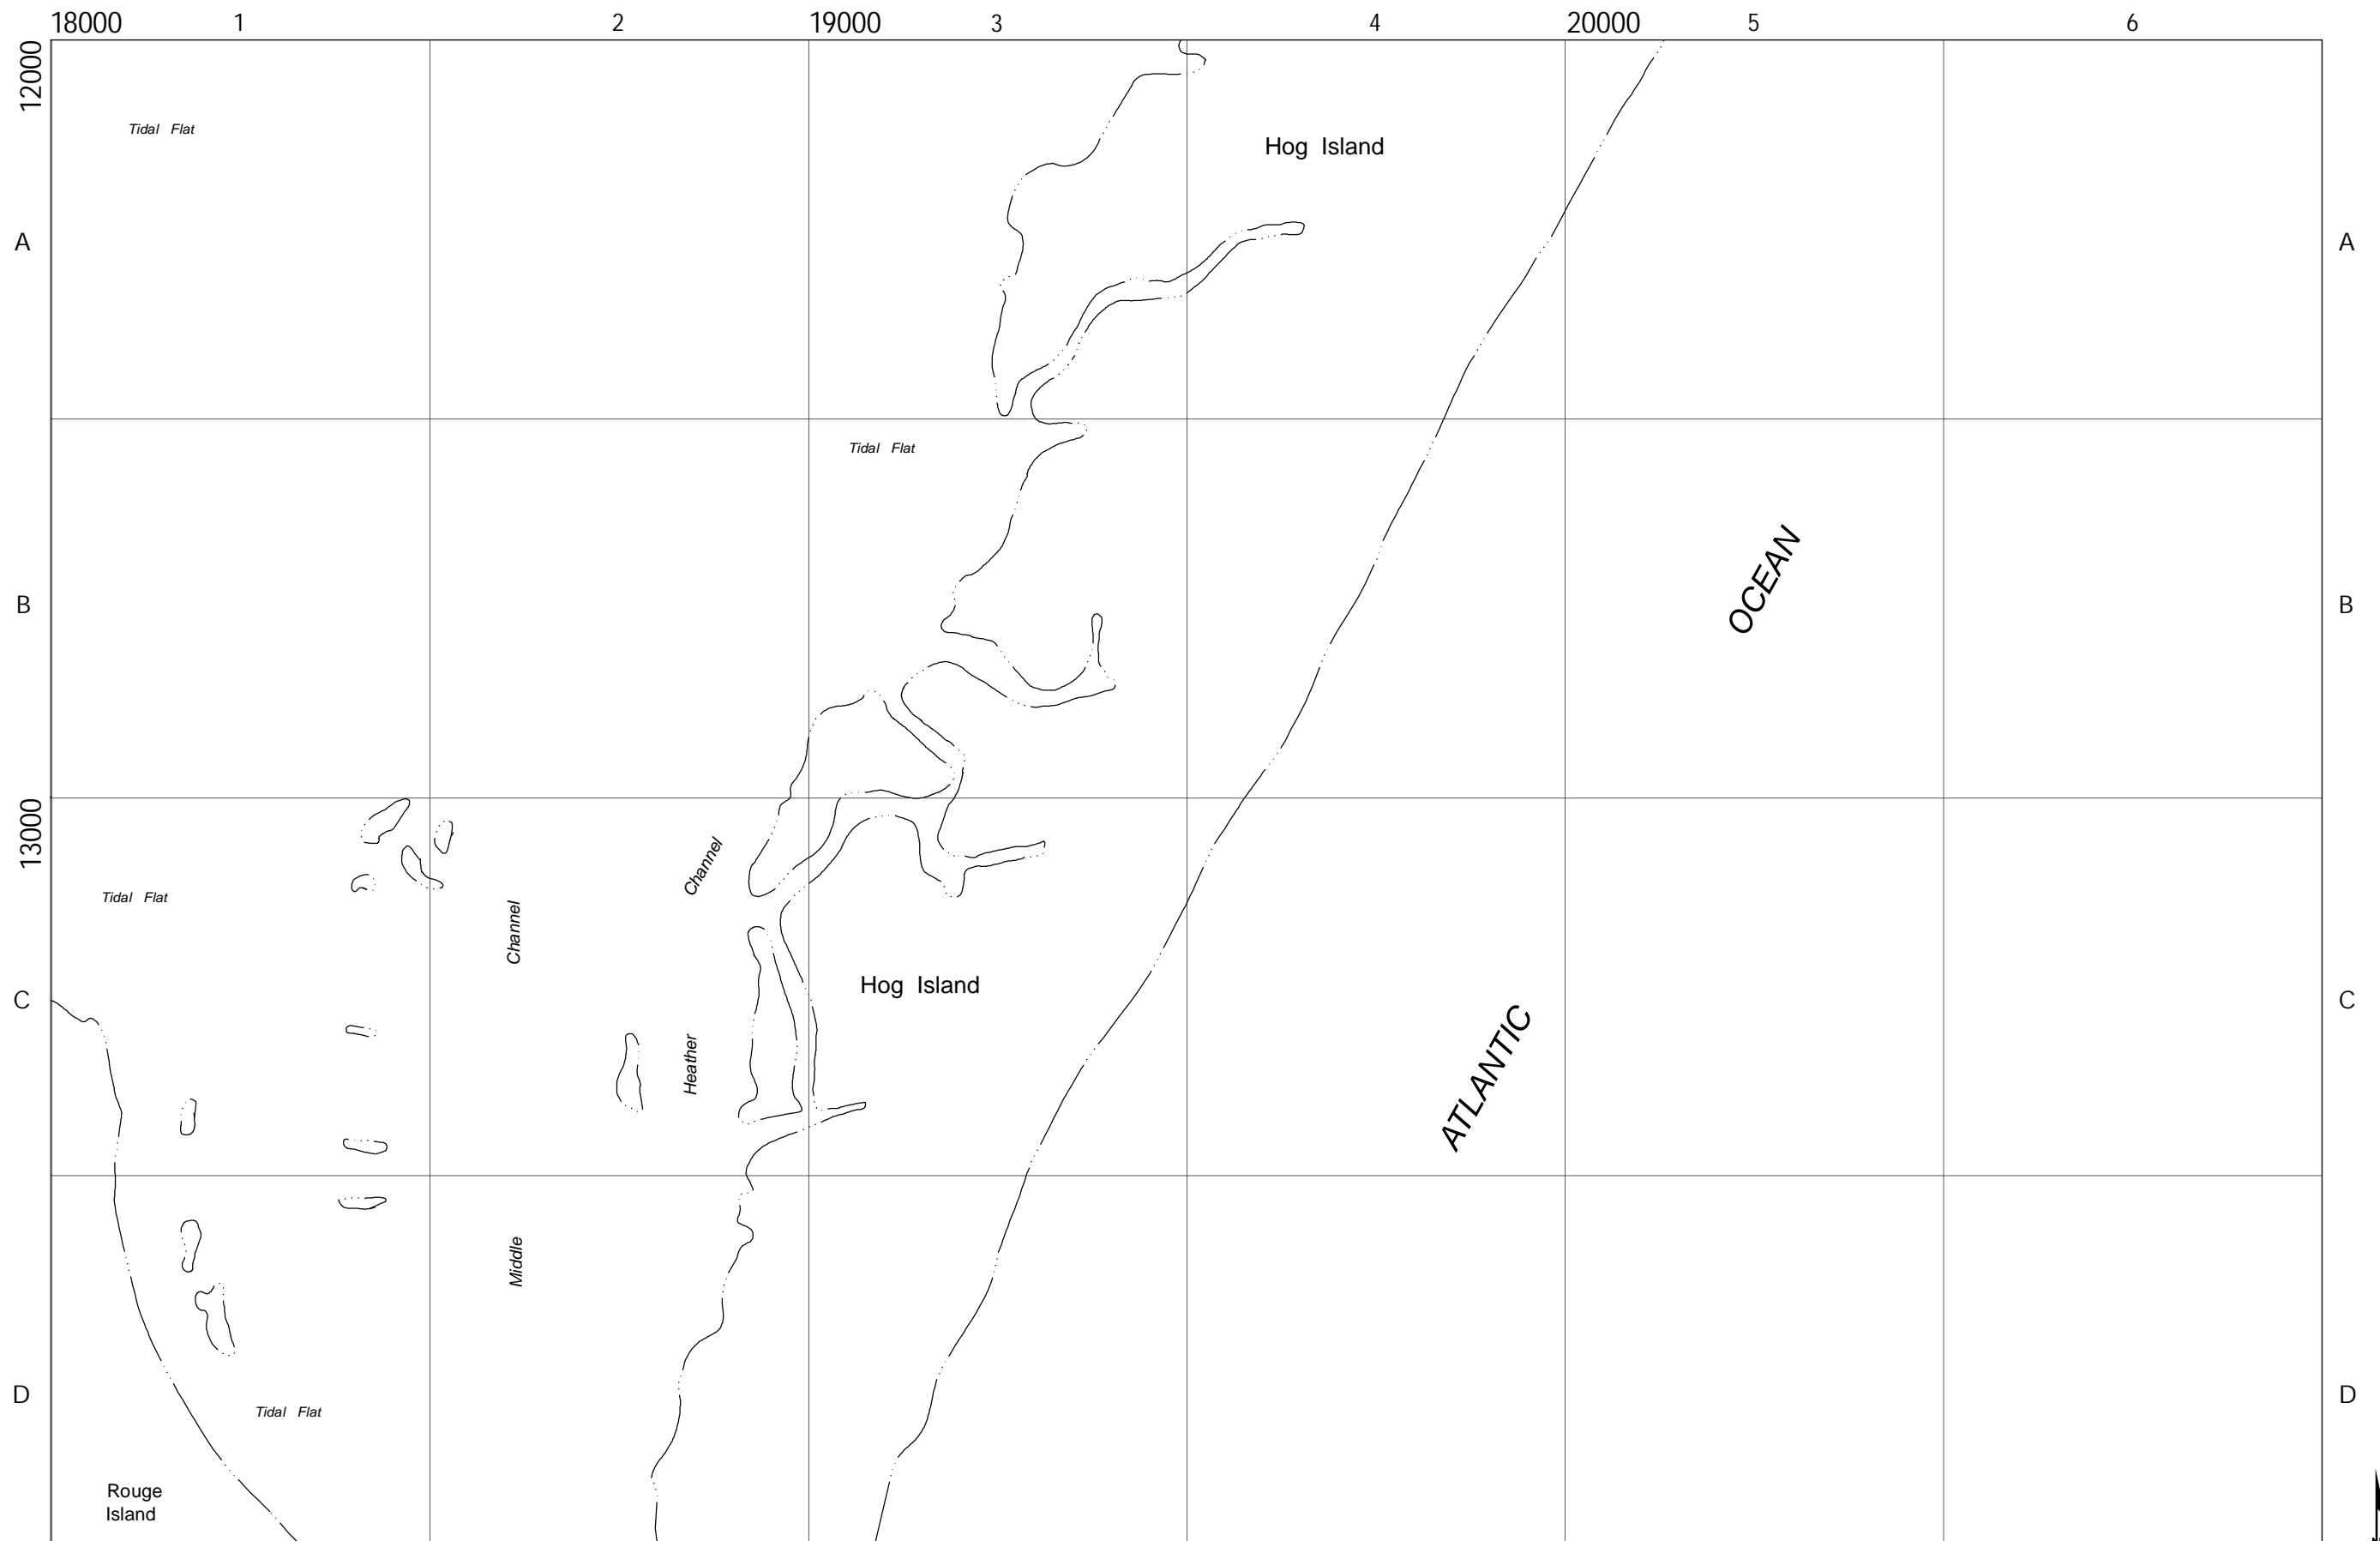 18000 1 2 19000 3 4 20000 5 6
12000
Tidal Flat
Hog Island
A A
Tidal Flat
OCEAN
B B
13000
Channel
Tidal Flat
Channel
Hog Island
C C
Heather
ATLANTIC
Middle
D D
Tidal Flat
Rouge
Island